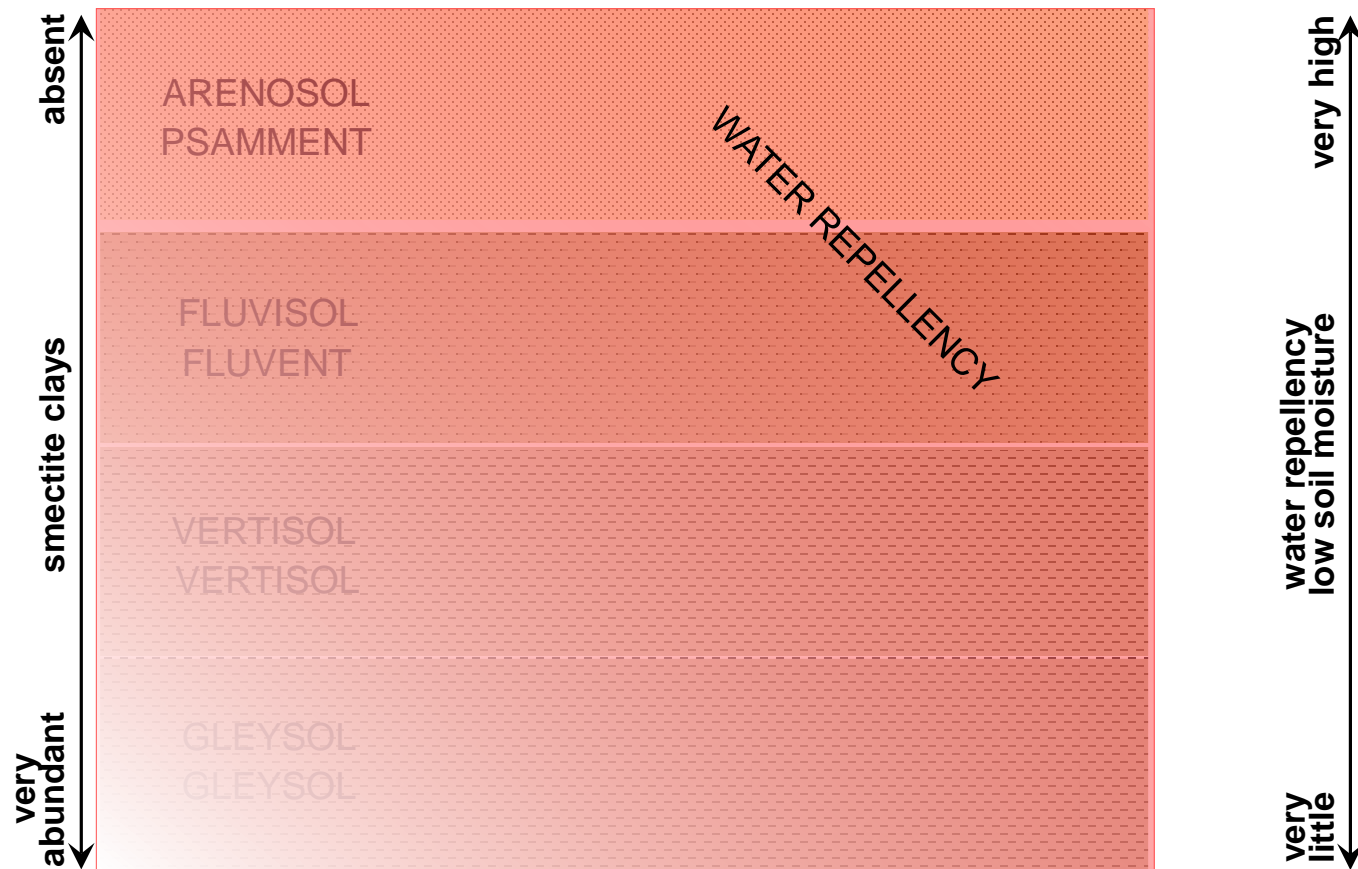 absent
smectite clays
very
abundant
ARENOSOL
PSAMMENT
FLUVISOL
FLUVENT
VERTISOL
VERTISOL
GLEYSOL
GLEYSOL
WATER REPELLENCY
very high
water repellency
low soil moisture
very
little